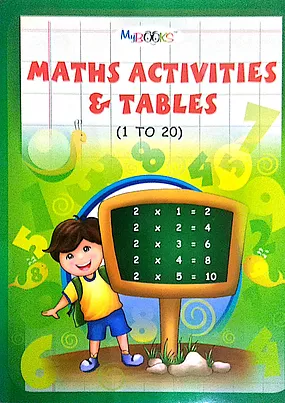 MyBOOKS™
MATHS ACTIVITIES
& TABLES
(1 TO 20)
2 x 1 = 2
2 x 2 = 4
2 x 3 = 6
2 x 4 = 8
2 x 5 = 10